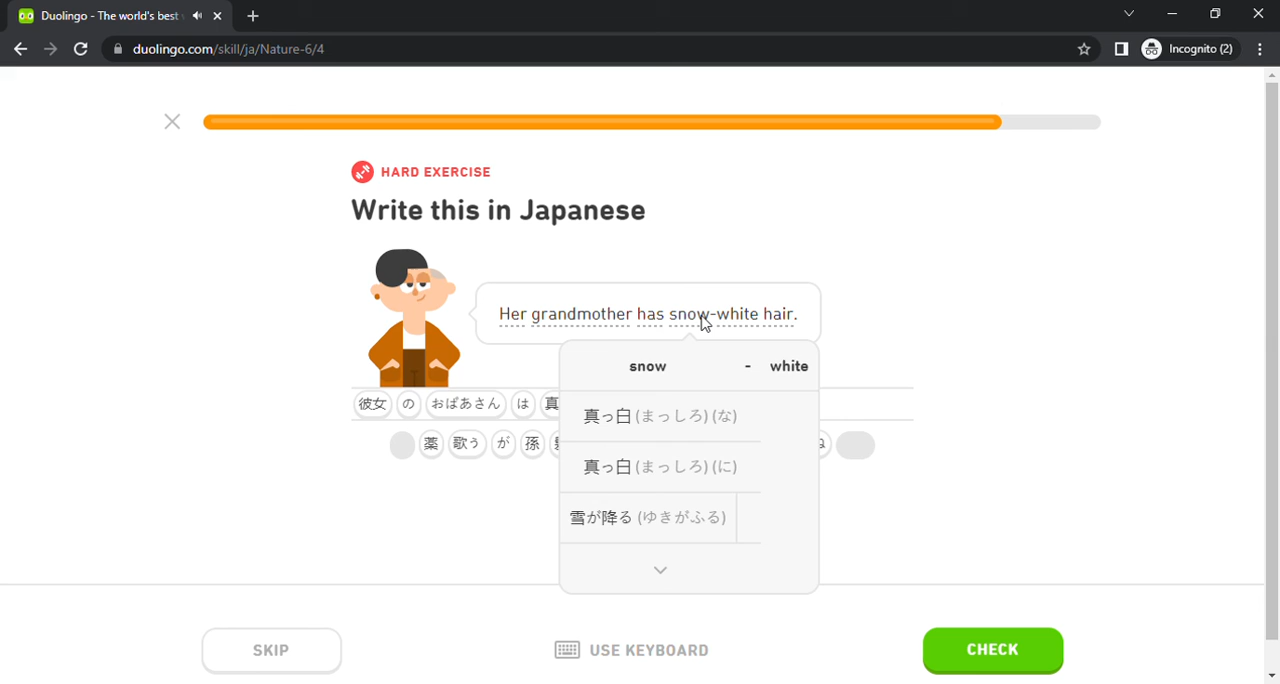 Duolingo - The world's best
duolingo.com/skill/ja/Nature-6/4
Incognito (2)
HARD EXERCISE
Write this in Japanese
Her grandmother has snow-white hair.
snow - white
真っ白 (まっしろ) (な)
真っ白 (まっしろ) (に)
雪が降る (ゆきがふる)
彼女 の おばあさん は 真
薬 歌う が 孫
SKIP
USE KEYBOARD
CHECK